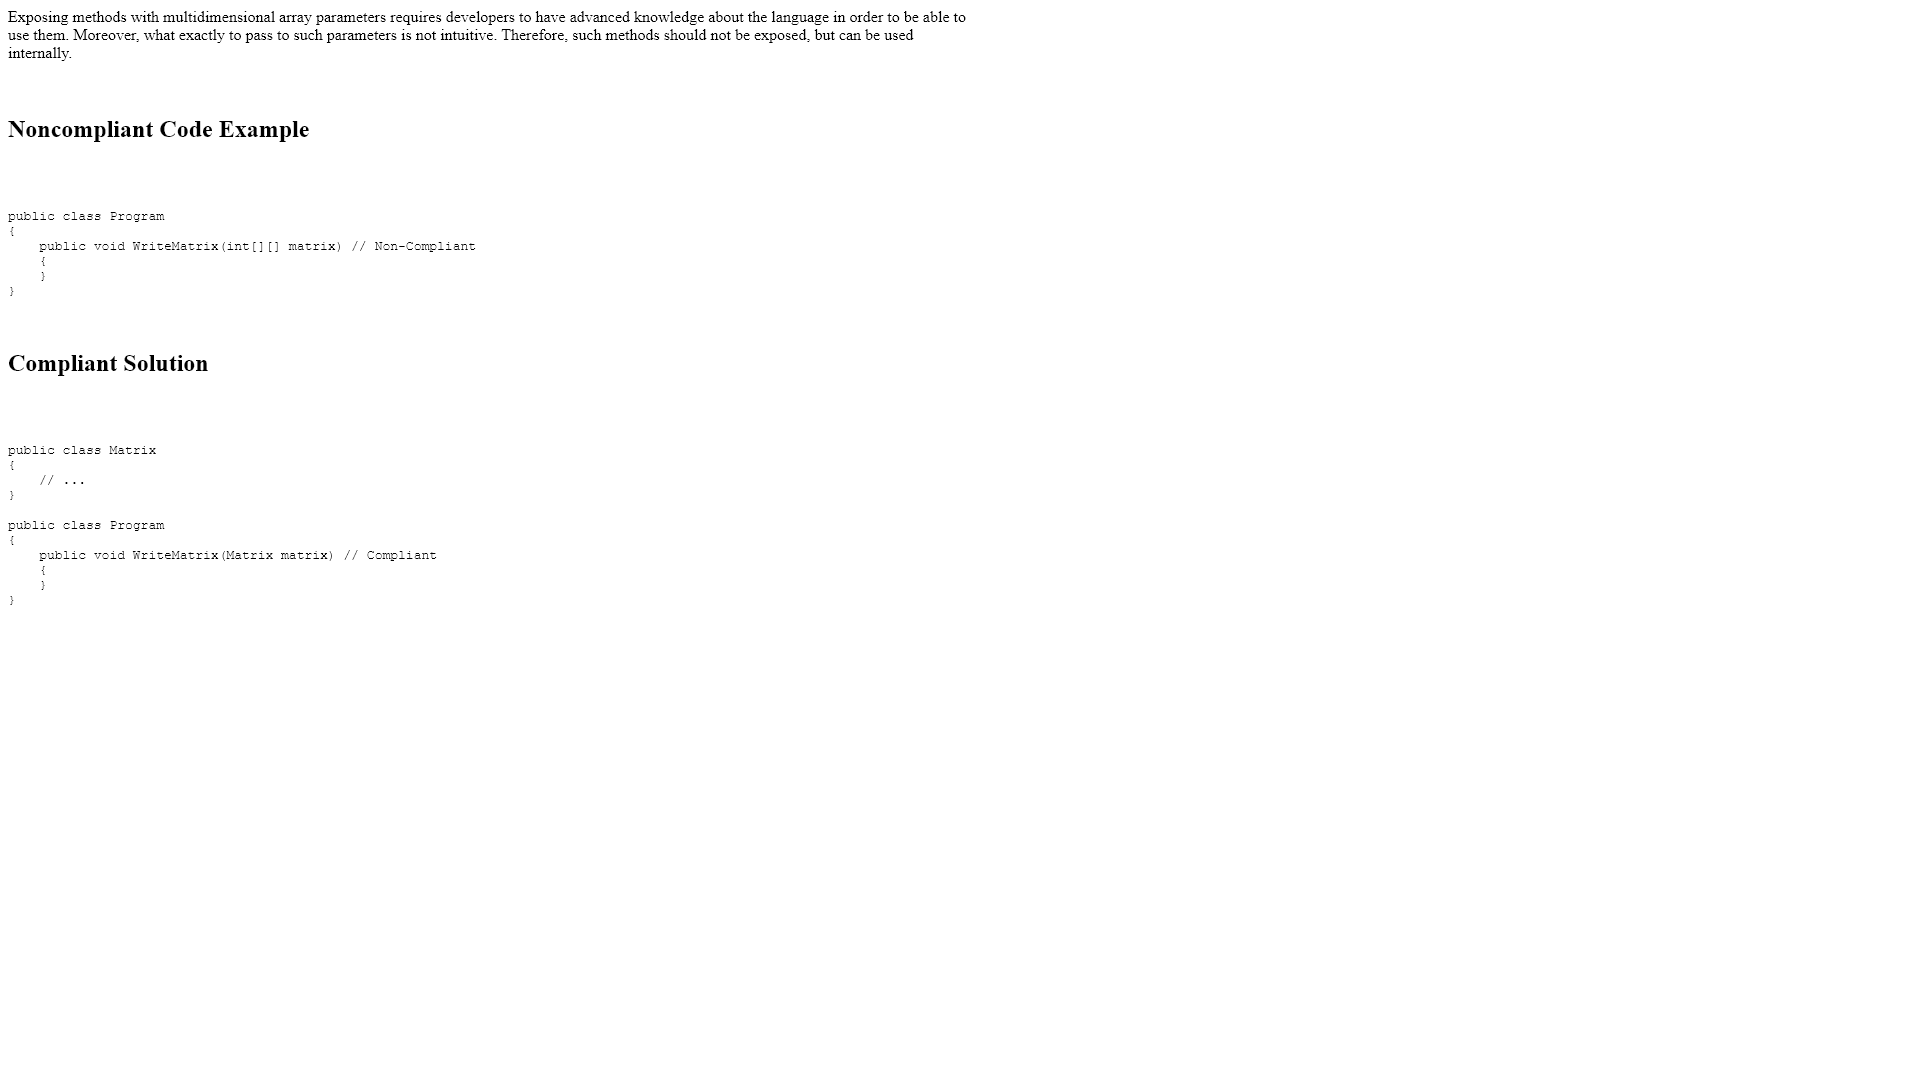 Exposing methods with multidimensional array parameters requires developers to have advanced knowledge about the language in order to be able to
use them. Moreover, what exactly to pass to such parameters is not intuitive. Therefore, such methods should not be exposed, but can be used
internally.
Noncompliant Code Example
public class Program
{
    public void WriteMatrix(int[][] matrix) // Non-Compliant
    {
    }
}
Compliant Solution
public class Matrix
{
    // ...
}
public class Program
{
    public void WriteMatrix(Matrix matrix) // Compliant
    {
    }
}